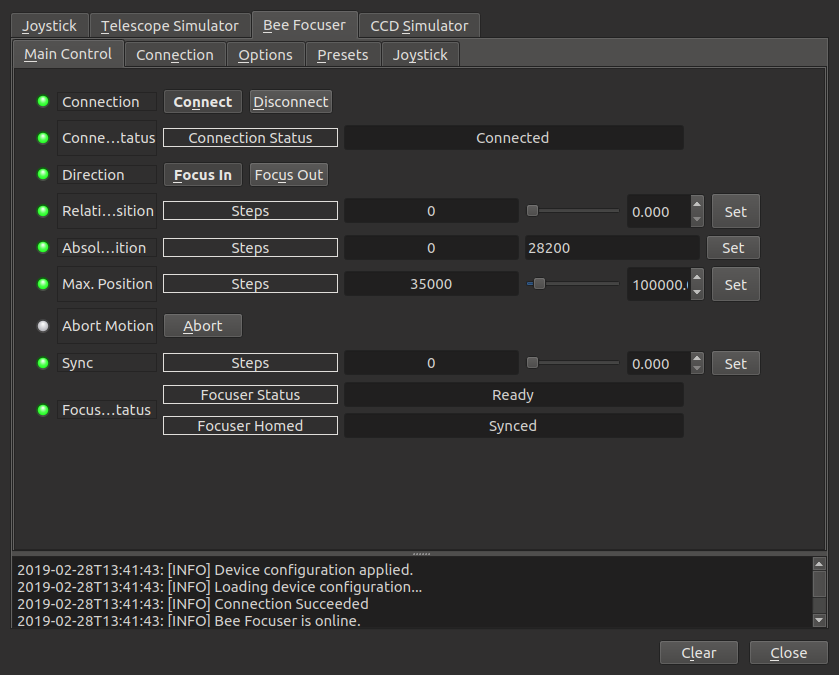 Joystick Telescope Simulator Bee Focuser CCD Simulator
Main Control Connection Options Presets Joystick
Connection Connect Disconnect
Conne...tatus Connection Status Connected
Direction Focus In Focus Out
Relati...sition Steps 0 0.000 Set
Absol...ition Steps 0 28200 Set
Max. Position Steps 35000 100000.( Set
Abort Motion Abort
Sync Steps 0 0.000 Set
Focus...tatus Focuser Status Ready
Focuser Homed Synced
2019-02-28T13:41:43: [INFO] Device configuration applied.
2019-02-28T13:41:43: [INFO] Loading device configuration...
2019-02-28T13:41:43: [INFO] Connection Succeeded
2019-02-28T13:41:43: [INFO] Bee Focuser is online.
Clear Close